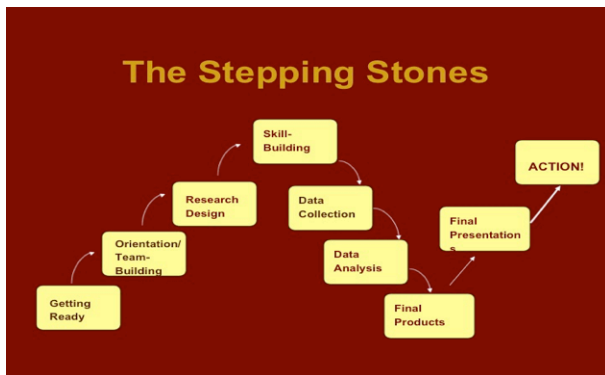 The Stepping Stones
Getting
Ready
Orientation/
Team-
Building
Research
Design
Skill-
Building
Data
Collection
Data
Analysis
Final
Products
Final
Presentation
s
ACTION!